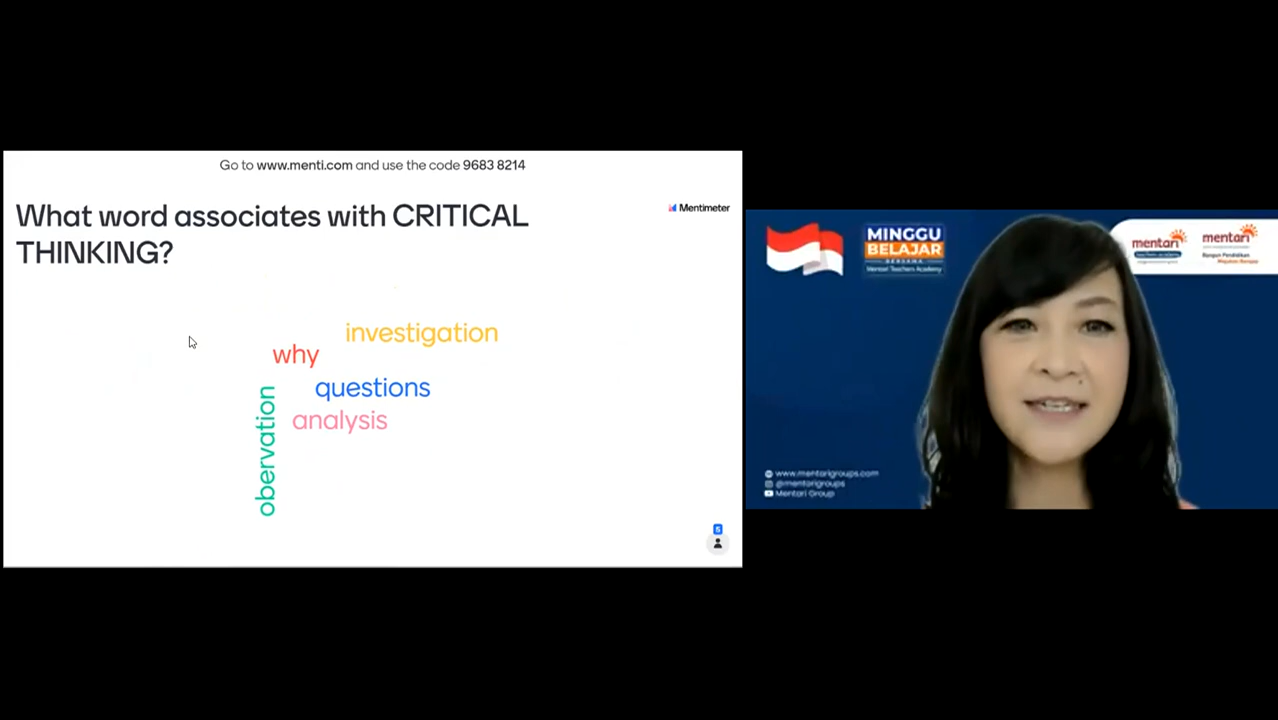 Go to www.menti.com and use the code 9683 8214
What word associates with CRITICAL
THINKING?
Mentimeter
investigation
why
questions
analysis
obervation
5
MINGGU
BELAJAR
BERSAMA
Mentari Teachers Academy
mentari
mentari
www.mentarigroups.com
@mentarigroups
Mentari Group